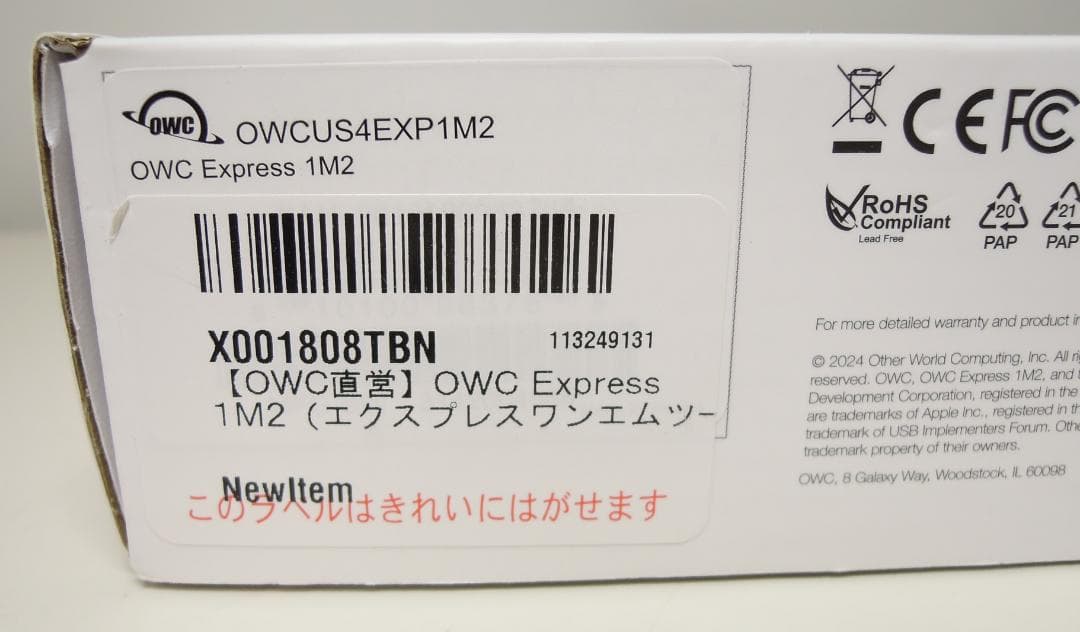 OWC OWCUS4EXP1M2
OWC Express 1M2
X001808TBN 113249131
【OWC直営】OWC Express
1M2（エクスプレスワンエムツー
NewItem
このラベルはきれいにはがせます
CE FC
RoHS
Compliant
Lead Free
20 21
PAP PAP
For more detailed warranty and product in
© 2024 Other World Computing, Inc. All ri
reserved. OWC, OWC Express 1M2, and t
Development Corporation, registered in the
are trademarks of Apple Inc., registered in th
trademark of USB Implementers Forum. Othe
trademark property of their owners.
OWC, 8 Galaxy Way, Woodstock, IL 60098